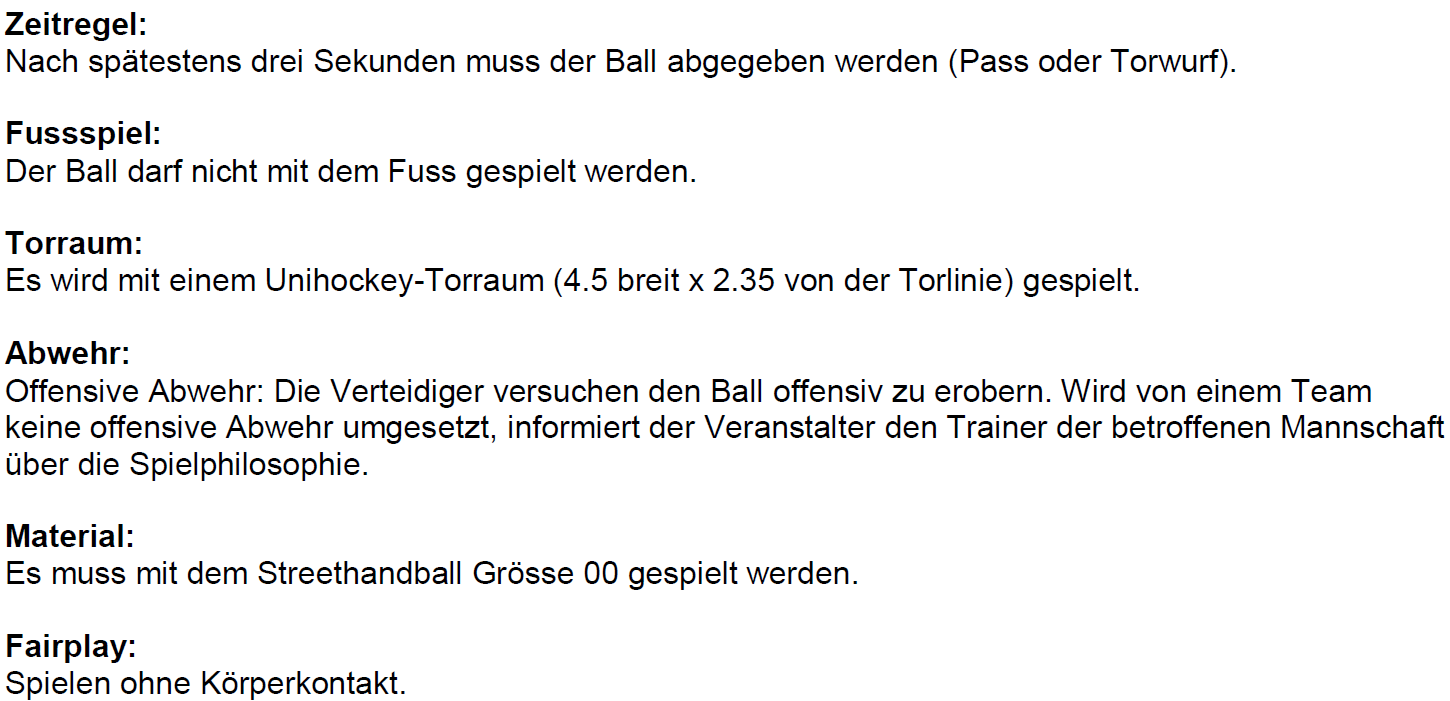 Zeitregel:
Nach spätestens drei Sekunden muss der Ball abgegeben werden (Pass oder Torwurf).
Fussspiel:
Der Ball darf nicht mit dem Fuss gespielt werden.
Torraum:
Es wird mit einem Unihockey-Torraum (4.5 breit x 2.35 von der Torlinie) gespielt.
Abwehr:
Offensive Abwehr: Die Verteidiger versuchen den Ball offensiv zu erobern. Wird von einem Team
keine offensive Abwehr umgesetzt, informiert der Veranstalter den Trainer der betroffenen Mannschaft
über die Spielphilosophie.
Material:
Es muss mit dem Streethandball Grösse 00 gespielt werden.
Fairplay:
Spielen ohne Körperkontakt.